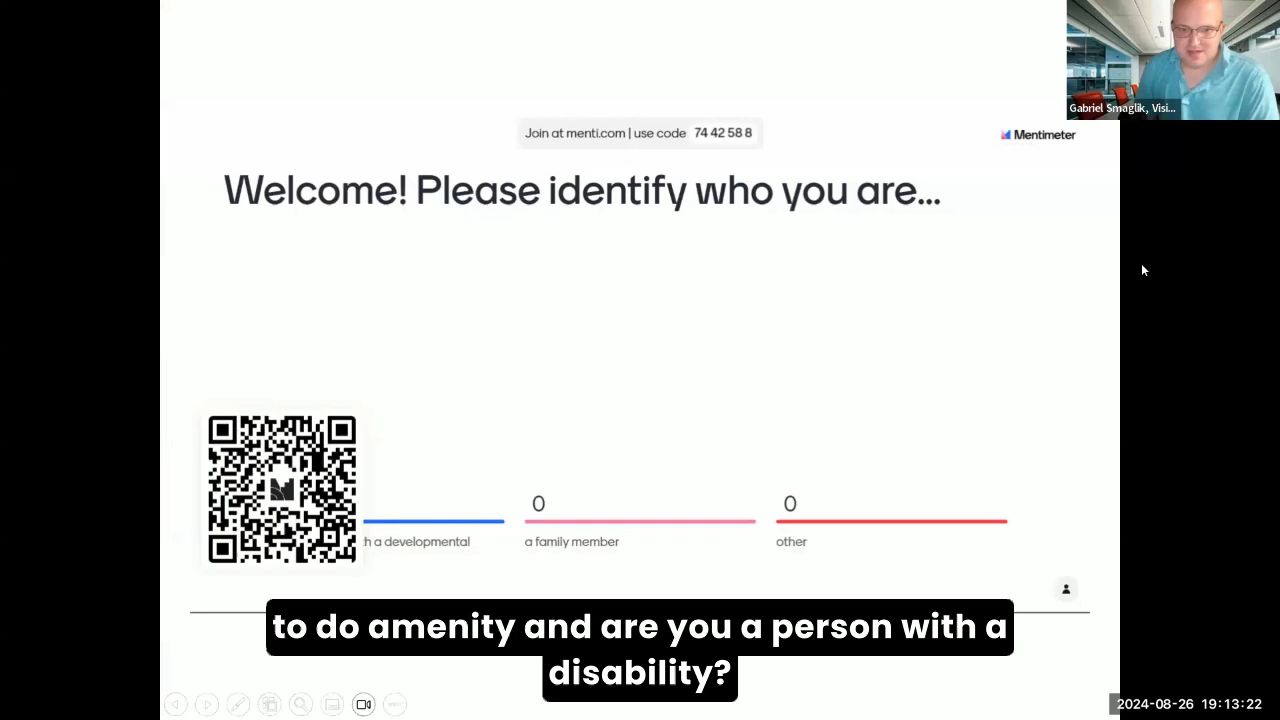 Gabriel Smaglik, Visi...
Join at menti.com | use code 74 42 58 8
Mentimeter
Welcome! Please identify who you are...
0
0
h a developmental
a family member
other
to do amenity and are you a person with a
disability?
2024-08-26 19:13:22